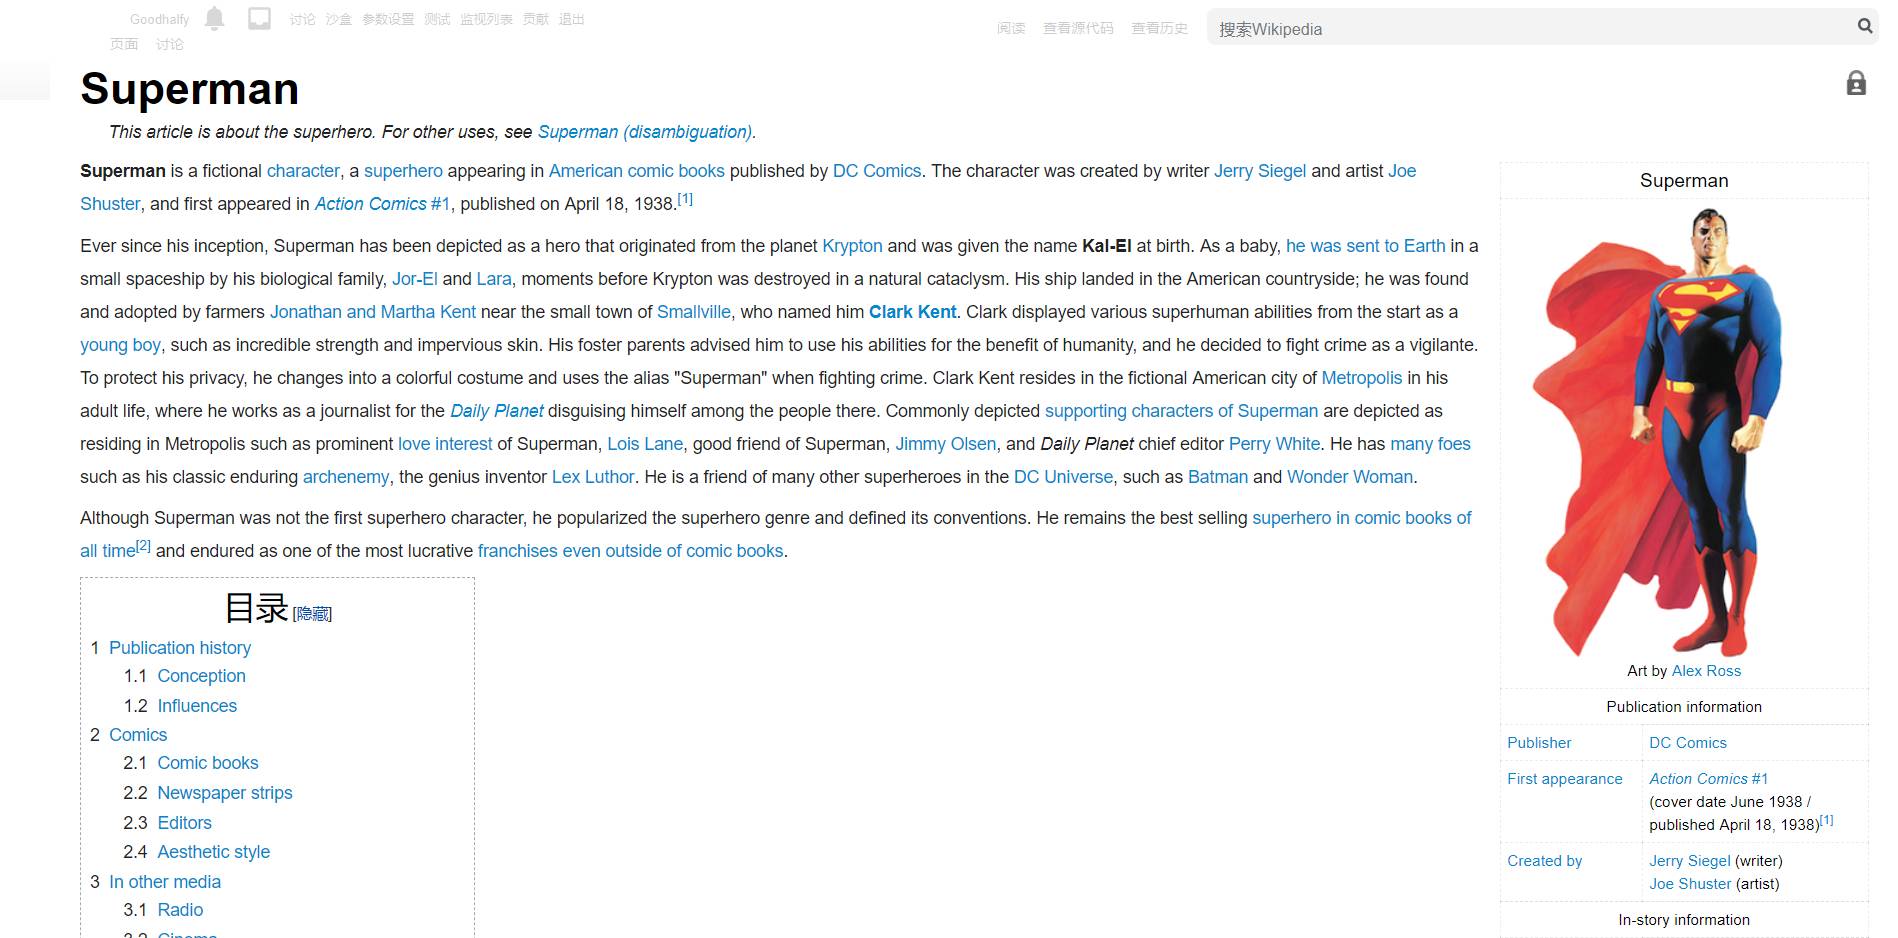 Goodhalfy 讨论 沙盒 参数设置 测试 监视列表 贡献 退出
页面 讨论 阅读 查看源代码 查看历史 搜索Wikipedia
Superman
This article is about the superhero. For other uses, see Superman (disambiguation).
Superman is a fictional character, a superhero appearing in American comic books published by DC Comics. The character was created by writer Jerry Siegel and artist Joe
Shuster, and first appeared in Action Comics #1, published on April 18, 1938.[1]
Ever since his inception, Superman has been depicted as a hero that originated from the planet Krypton and was given the name Kal-El at birth. As a baby, he was sent to Earth in a
small spaceship by his biological family, Jor-El and Lara, moments before Krypton was destroyed in a natural cataclysm. His ship landed in the American countryside; he was found
and adopted by farmers Jonathan and Martha Kent near the small town of Smallville, who named him Clark Kent. Clark displayed various superhuman abilities from the start as a
young boy, such as incredible strength and impervious skin. His foster parents advised him to use his abilities for the benefit of humanity, and he decided to fight crime as a vigilante.
To protect his privacy, he changes into a colorful costume and uses the alias "Superman" when fighting crime. Clark Kent resides in the fictional American city of Metropolis in his
adult life, where he works as a journalist for the Daily Planet disguising himself among the people there. Commonly depicted supporting characters of Superman are depicted as
residing in Metropolis such as prominent love interest of Superman, Lois Lane, good friend of Superman, Jimmy Olsen, and Daily Planet chief editor Perry White. He has many foes
such as his classic enduring archenemy, the genius inventor Lex Luthor. He is a friend of many other superheroes in the DC Universe, such as Batman and Wonder Woman.
Although Superman was not the first superhero character, he popularized the superhero genre and defined its conventions. He remains the best selling superhero in comic books of
all time[2] and endured as one of the most lucrative franchises even outside of comic books.
目录 [隐藏]
1 Publication history
1.1 Conception
1.2 Influences
2 Comics
2.1 Comic books
2.2 Newspaper strips
2.3 Editors
2.4 Aesthetic style
3 In other media
3.1 Radio
3.2 Cinema
Superman
S
Art by Alex Ross
Publication information
Publisher DC Comics
First appearance Action Comics #1
(cover date June 1938 /
published April 18, 1938)[1]
Created by Jerry Siegel (writer)
Joe Shuster (artist)
In-story information